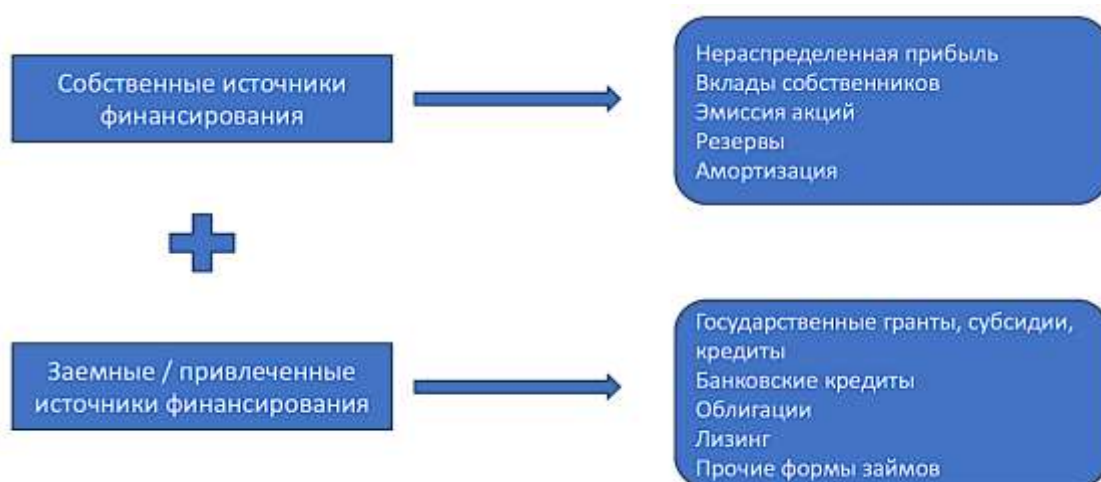 Собственные источники
финансирования
Нераспределенная прибыль
Вклады собственников
Эмиссия акций
Резервы
Амортизация
Заемные / привлеченные
источники финансирования
Государственные гранты, субсидии,
кредиты
Банковские кредиты
Облигации
Лизинг
Прочие формы займов